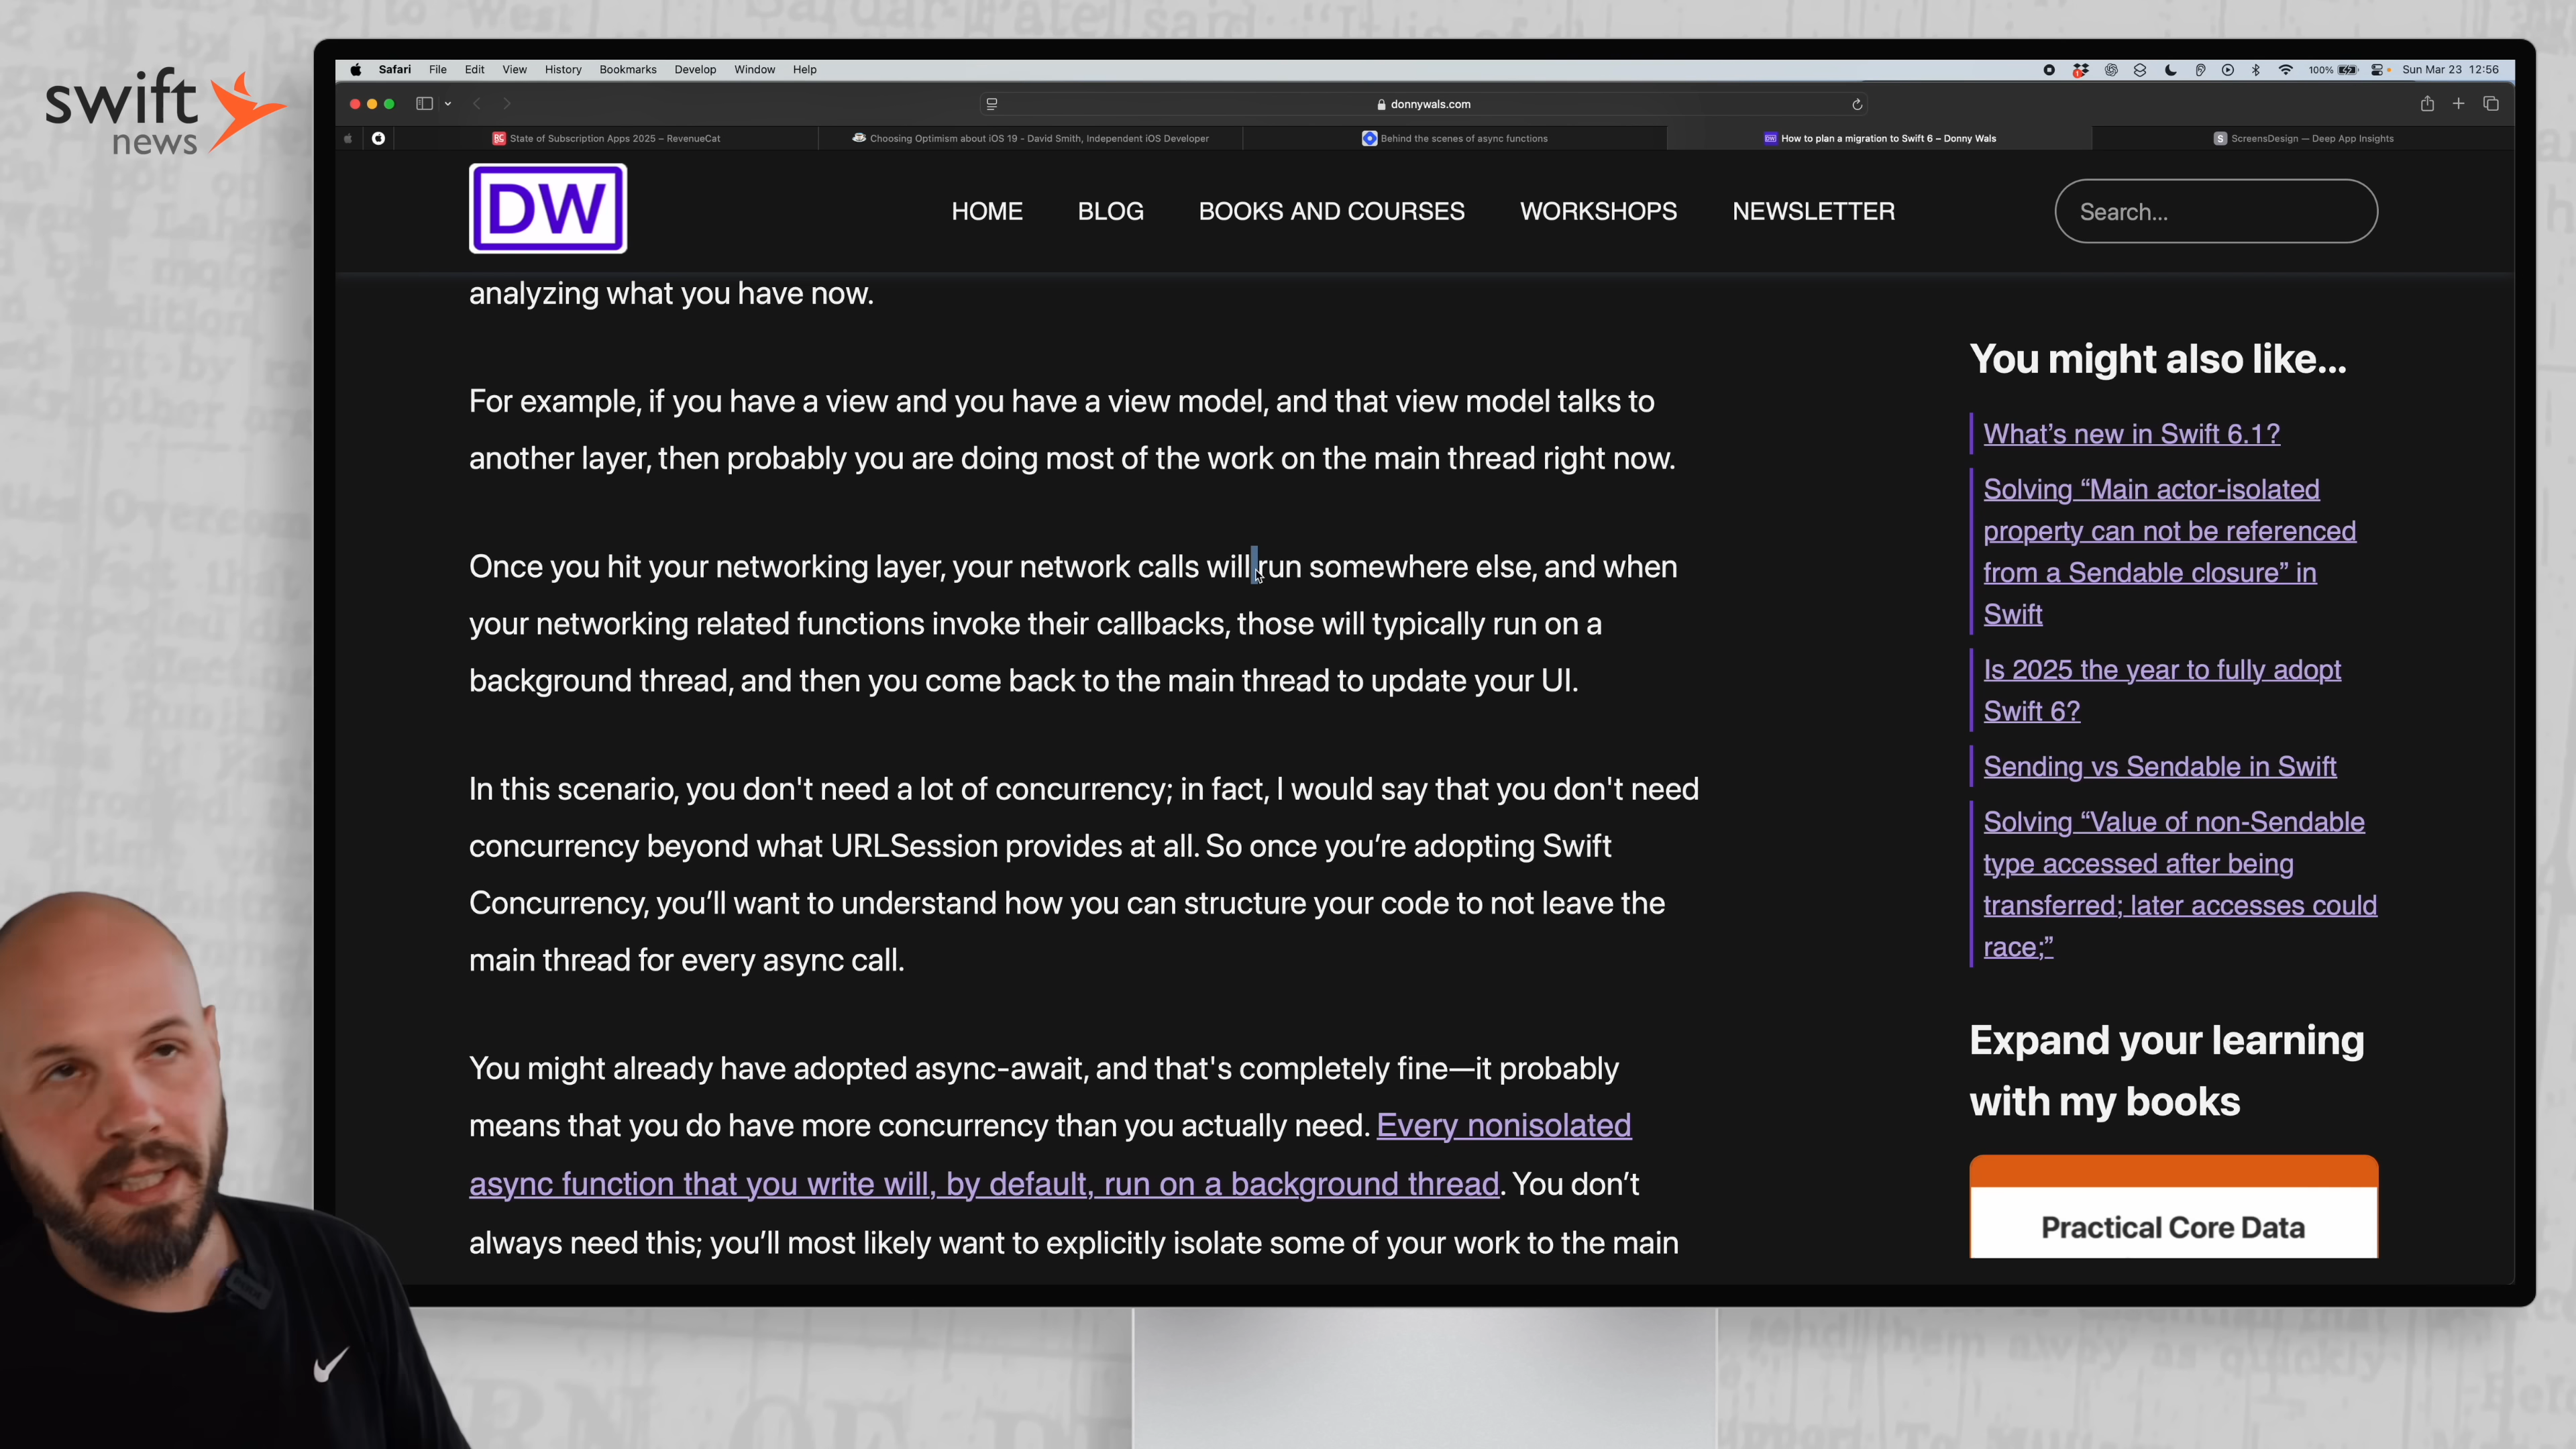 swift
news
Safari File Edit View History Bookmarks Develop Window Help
100% Sun Mar 23 12:56
donnywals.com
State of Subscription Apps 2025 – RevenueCat
Choosing Optimism about iOS 19 - David Smith, Independent iOS Developer
Behind the scenes of async functions
How to plan a migration to Swift 6 – Donny Wals
ScreensDesign — Deep App Insights
DW
HOME BLOG BOOKS AND COURSES WORKSHOPS NEWSLETTER
Search...
analyzing what you have now.
For example, if you have a view and you have a view model, and that view model talks to
another layer, then probably you are doing most of the work on the main thread right now.
Once you hit your networking layer, your network calls will run somewhere else, and when
your networking related functions invoke their callbacks, those will typically run on a
background thread, and then you come back to the main thread to update your UI.
In this scenario, you don't need a lot of concurrency; in fact, I would say that you don't need
concurrency beyond what URLSession provides at all. So once you’re adopting Swift
Concurrency, you’ll want to understand how you can structure your code to not leave the
main thread for every async call.
You might already have adopted async-await, and that's completely fine—it probably
means that you do have more concurrency than you actually need. Every nonisolated
async function that you write will, by default, run on a background thread. You don’t
always need this; you’ll most likely want to explicitly isolate some of your work to the main
You might also like...
What’s new in Swift 6.1?
Solving “Main actor-isolated
property can not be referenced
from a Sendable closure” in
Swift
Is 2025 the year to fully adopt
Swift 6?
Sending vs Sendable in Swift
Solving “Value of non-Sendable
type accessed after being
transferred; later accesses could
race;”
Expand your learning
with my books
Practical Core Data